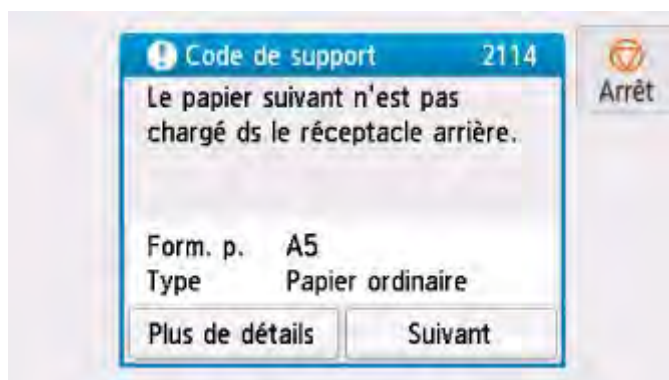 Code de support 2114
Arrêt
Le papier suivant n'est pas
chargé ds le réceptacle arrière.
Form. p. A5
Type Papier ordinaire
Plus de détails Suivant